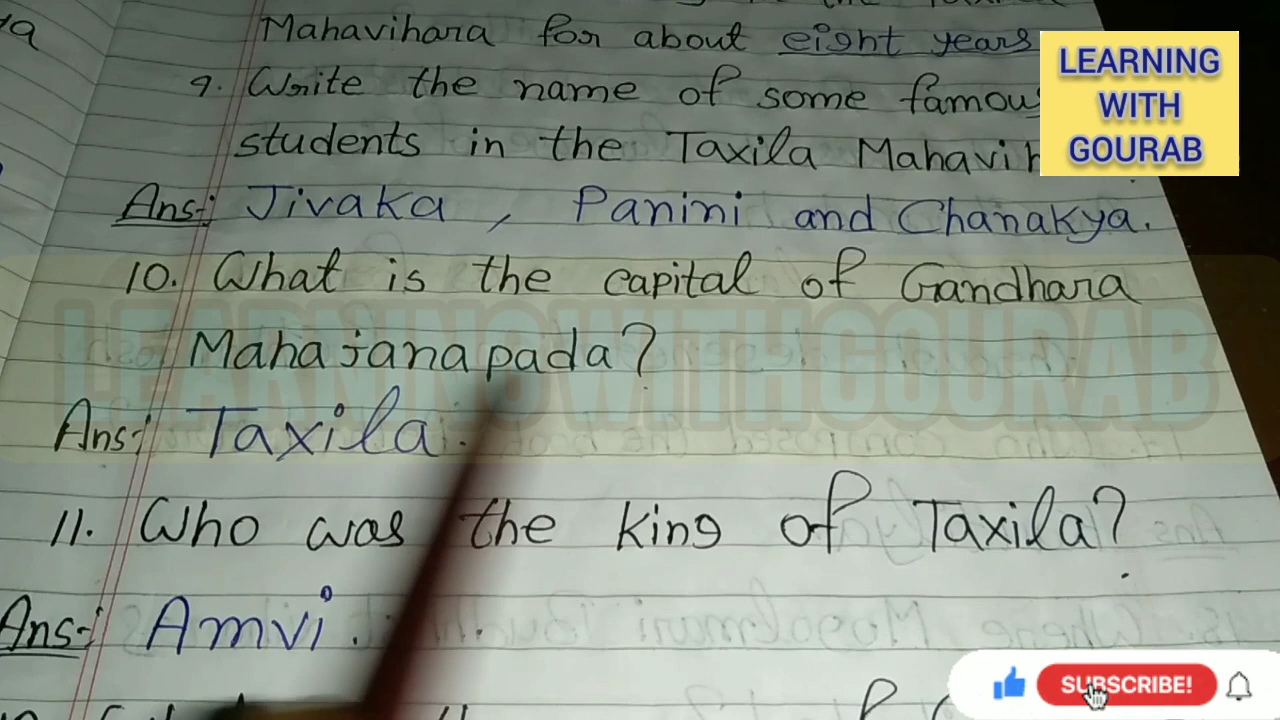 Mahavihara for about eight years
9. Write the name of some famou
students in the Taxila Mahavih
Ans:- Jivaka, Panini and Chanakya.
10. What is the capital of Gandhara
Mahajanapada?
Ans:- Taxila.
11. Who was the king of Taxila?
Ans:- Amvi.
LEARNING
WITH
GOURAB
LEARNINGWITHGOURAB
SUBSCRIBE!